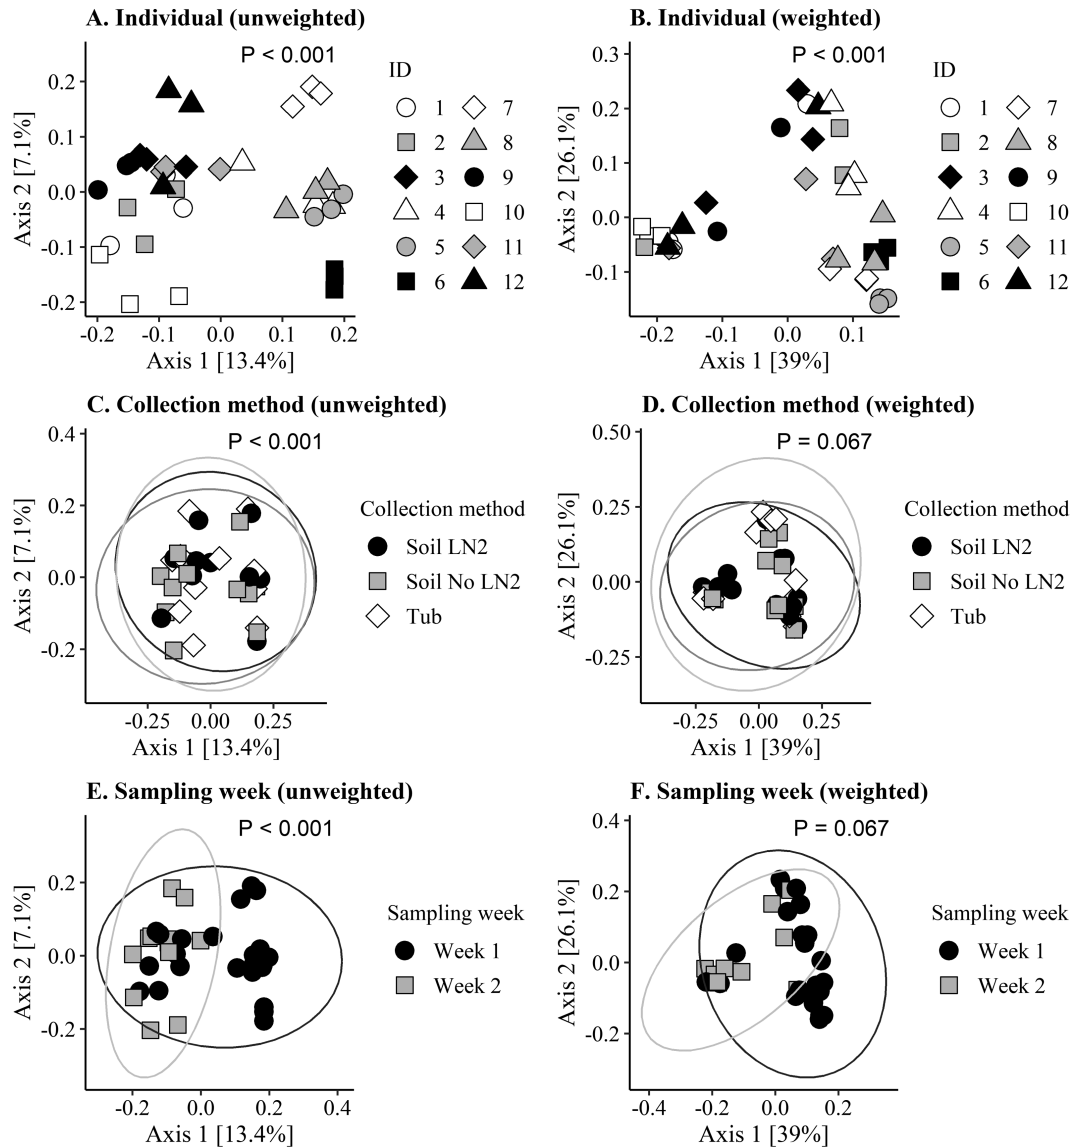 A. Individual (unweighted)
P < 0.001
Axis 2 [7.1%]
0.2
0.1
0.0
-0.1
-0.2
-0.2 -0.1 0.0 0.1 0.2
Axis 1 [13.4%]
ID
1 7
2 8
3 9
4 10
5 11
6 12
B. Individual (weighted)
P < 0.001
Axis 2 [26.1%]
0.3
0.2
0.1
0.0
-0.1
-0.2 -0.1 0.0 0.1
Axis 1 [39%]
ID
1 7
2 8
3 9
4 10
5 11
6 12
C. Collection method (unweighted)
P < 0.001
Axis 2 [7.1%]
0.4
0.2
0.0
-0.2
-0.25 0.00 0.25
Axis 1 [13.4%]
Collection method
Soil LN2
Soil No LN2
Tub
D. Collection method (weighted)
P = 0.067
Axis 2 [26.1%]
0.50
0.25
0.00
-0.25
-0.25 0.00 0.25
Axis 1 [39%]
Collection method
Soil LN2
Soil No LN2
Tub
E. Sampling week (unweighted)
P < 0.001
Axis 2 [7.1%]
0.2
0.0
-0.2
-0.2 0.0 0.2 0.4
Axis 1 [13.4%]
Sampling week
Week 1
Week 2
F. Sampling week (weighted)
P = 0.067
Axis 2 [26.1%]
0.4
0.2
0.0
-0.2
-0.4 -0.2 0.0 0.2
Axis 1 [39%]
Sampling week
Week 1
Week 2